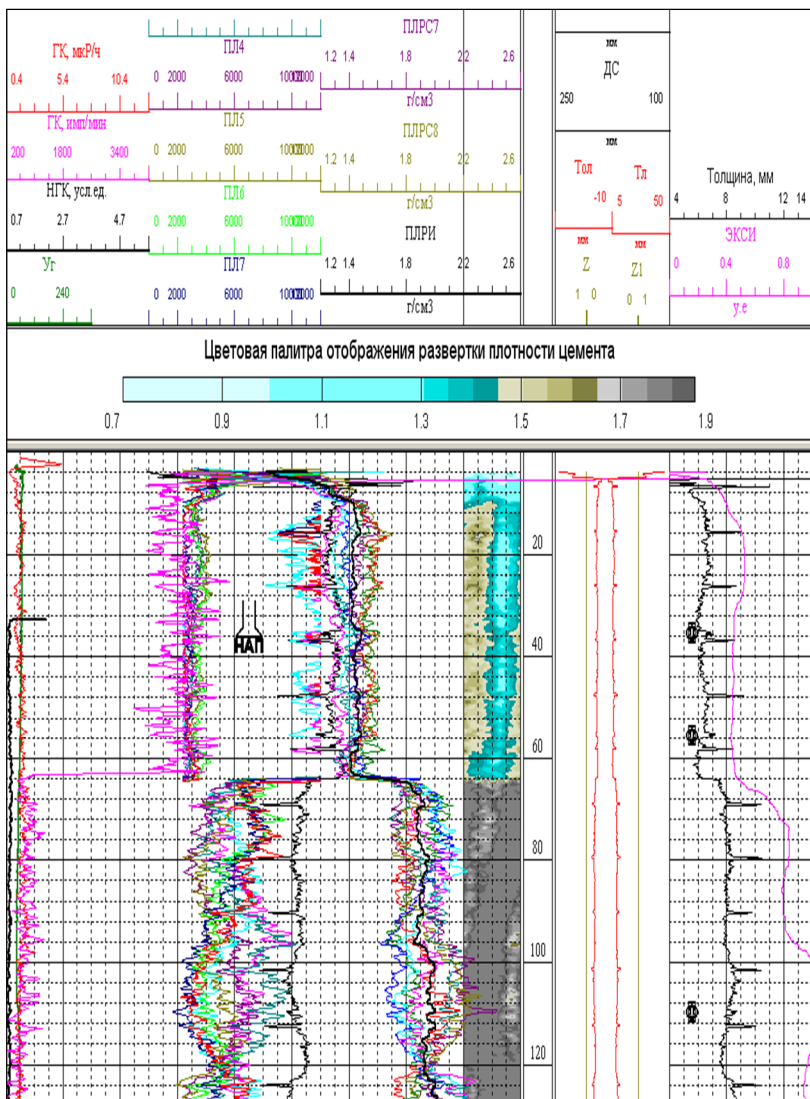 ГК, мкР/ч
0.4 5.4 10.4
ГК, имп/мин
200 1800 3400
НГК, усл.ед.
0.7 2.7 4.7
Уг
0 240
ПЛ4
0 2000 6000
ПЛ5
0 2000 6000
ПЛ6
0 2000 6000
ПЛ7
0 2000 6000
ПЛРС7
1.2 1.4 1.8 2.2 2.6
г/см3
ПЛРС8
1.2 1.4 1.8 2.2 2.6
г/см3
ПЛРИ
1.2 1.4 1.8 2.2 2.6
г/см3
мм
ДС
250 100
мм
Тол Тл
-10 5 50
мм мм
Z Z1
1 0 0 1
Толщина, мм
4 8 12 14
ЭКСИ
0 0.4 0.8
у.е
Цветовая палитра отображения развертки плотности цемента
0.7 0.9 1.1 1.3 1.5 1.7 1.9
20
НАП
40
60
80
100
120